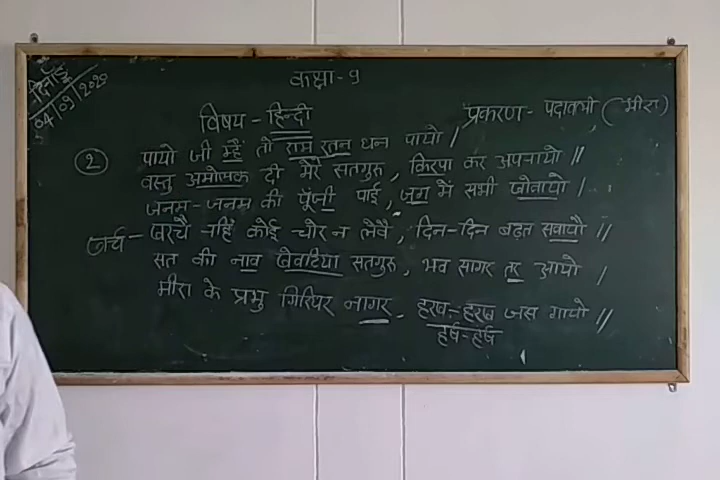 दिनाँक
04/09/2020
कक्षा-9
विषय-हिन्दी
प्रकरण- पदावली (मीरा)
2 पायो जी म्हैं तो राम रतन धन पायो।
वस्तु अमोलक दी मेरे सतगुरु, किरपा कर अपनायो॥
जनम-जनम की पूँजी पाई, जग में सभी खोवायो।
खर्च- खरचै नहिं कोई चोर न लेवै, दिन-दिन बढ़त सवायो॥
सत की नाव खेवटिया सतगुरु, भव सागर तर आयो।
मीरा के प्रभु गिरिधर नागर, हरख-हरख जस गायो॥
हर्ष-हर्ष